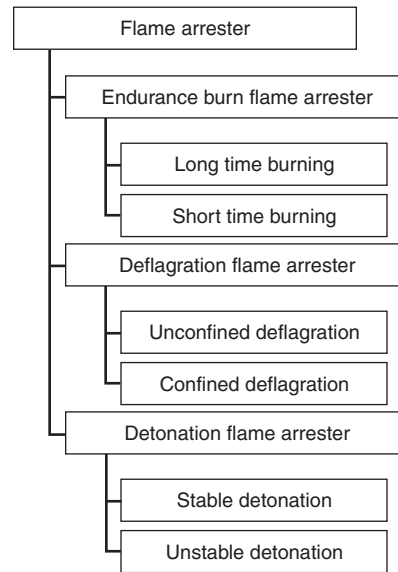 Flame arrester
Endurance burn flame arrester
Long time burning
Short time burning
Deflagration flame arrester
Unconfined deflagration
Confined deflagration
Detonation flame arrester
Stable detonation
Unstable detonation